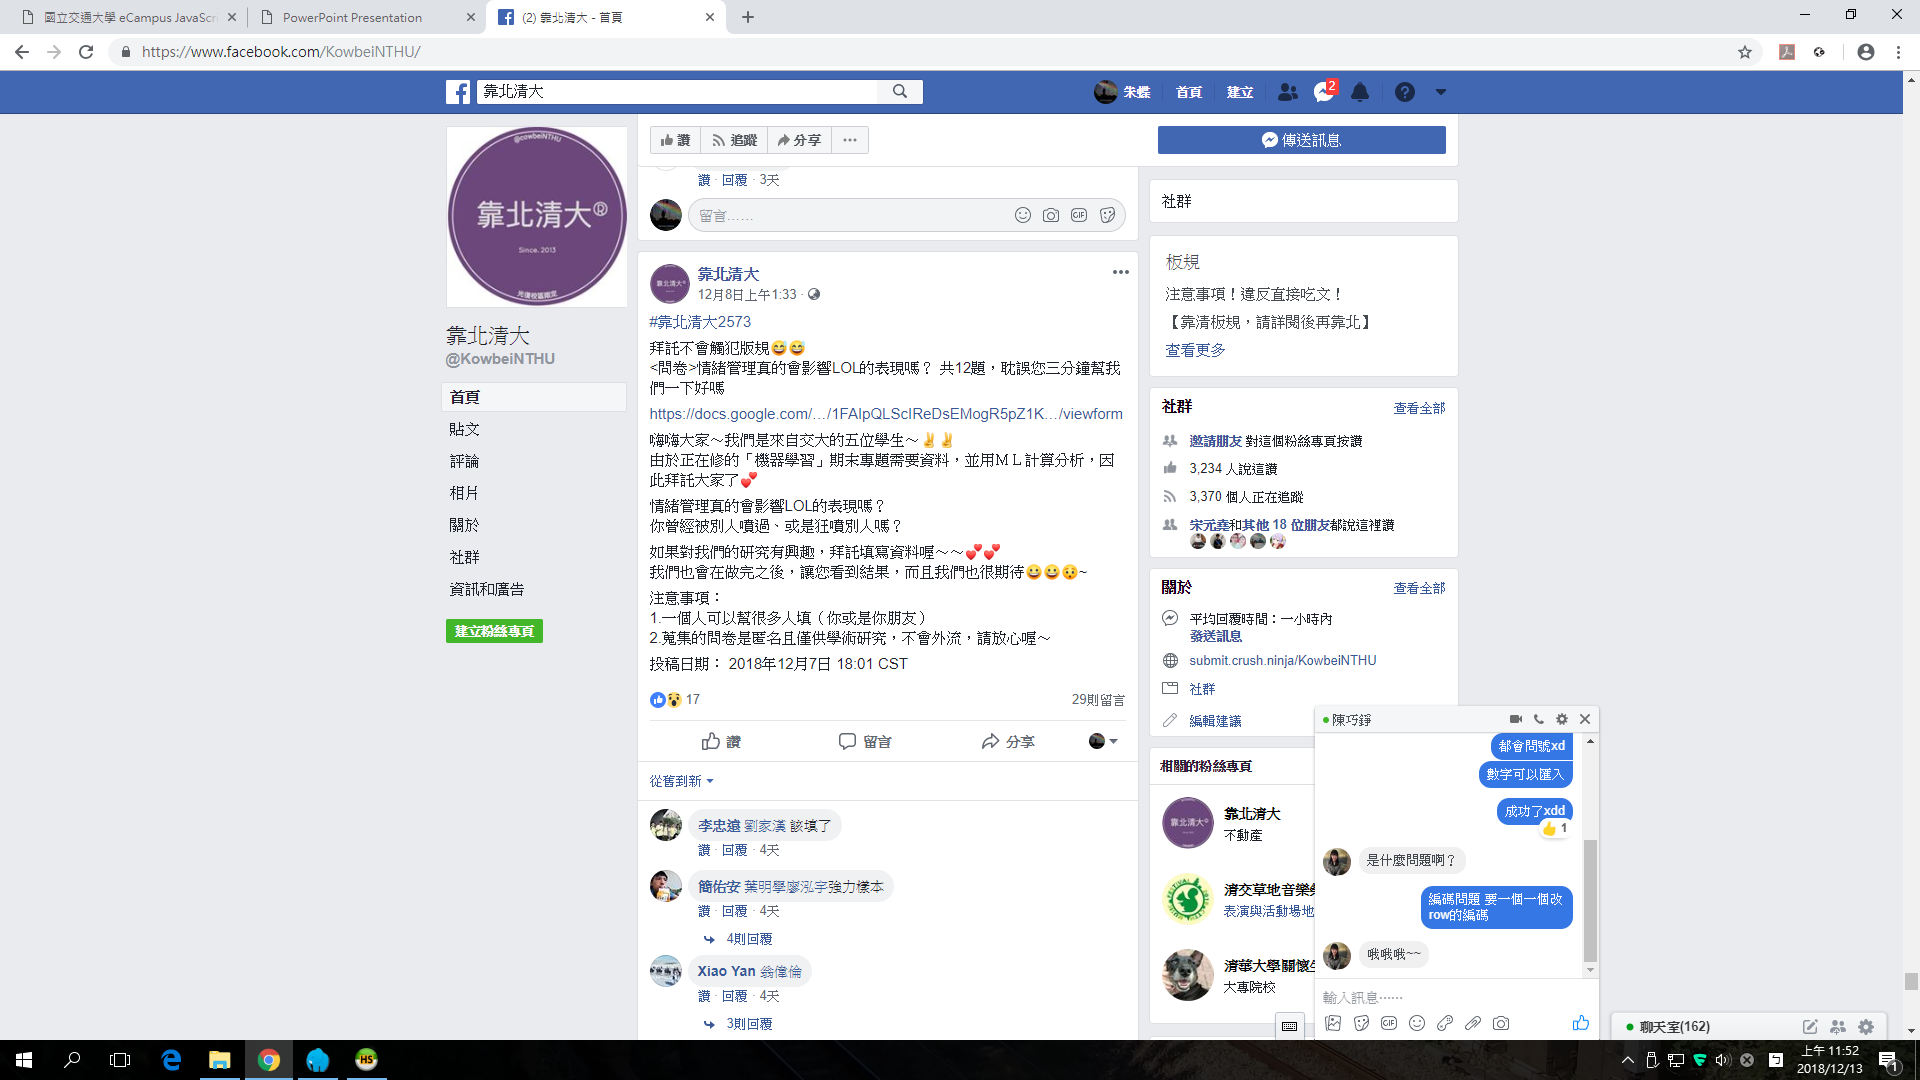 國立交通大學 eCampus JavaScri
PowerPoint Presentation
(2) 靠北清大 - 首頁
https://www.facebook.com/KowbeiNTHU/
靠北清大
朱蝶
首頁
建立
2
@cowbeiNTHU
靠北清大®
Since. 2013
靠北清大
@KowbeiNTHU
首頁
貼文
評論
相片
關於
社群
資訊和廣告
建立粉絲專頁
讚
追蹤
分享
傳送訊息
讚 · 回覆 · 3天
留言……
GIF
靠北清大
12月8日上午1:33 ·
#靠北清大2573
拜託不會觸犯版規😅😅
<問卷>情緒管理真的會影響LOL的表現嗎？ 共12題，耽誤您三分鐘幫我
們一下好嗎
https://docs.google.com/…/1FAIpQLScIReDsEMogR5pZ1K…/viewform
嗨嗨大家～我們是來自交大的五位學生～✌✌
由於正在修的「機器學習」期末專題需要資料，並用ＭＬ計算分析，因
此拜託大家了💕
情緒管理真的會影響LOL的表現嗎？
你曾經被別人噴過、或是狂噴別人嗎？
如果對我們的研究有興趣，拜託填寫資料喔～～💕💕
我們也會在做完之後，讓您看到結果，而且我們也很期待😀😀😯~
注意事項：
1.一個人可以幫很多人填（你或是你朋友）
2.蒐集的問卷是匿名且僅供學術研究，不會外流，請放心喔～
投稿日期： 2018年12月7日 18:01 CST
17
29則留言
讚
留言
分享
從舊到新
李忠遠 劉家漢 該填了
讚 · 回覆 · 4天
簡佑安 葉明學廖泓宇強力樣本
讚 · 回覆 · 4天
4則回覆
Xiao Yan 翁偉倫
讚 · 回覆 · 4天
3則回覆
社群
板規
注意事項！違反直接吃文！
【靠清板規，請詳閱後再靠北】
查看更多
社群
查看全部
邀請朋友 對這個粉絲專頁按讚
3,234 人說這讚
3,370 個人正在追蹤
宋元堯和其他 18 位朋友都說這裡讚
關於
查看全部
平均回覆時間：一小時內
發送訊息
submit.crush.ninja/KowbeiNTHU
社群
編輯建議
相關的粉絲專頁
靠北清大
不動產
清交草地音樂
表演與活動場地
清華大學關懷
大專院校
陳巧錚
都會問號xd
數字可以匯入
成功了xdd
1
是什麼問題啊？
編碼問題 要一個一個改
row的編碼
哦哦哦~~
輸入訊息……
GIF
聊天室(162)
HS
上午 11:52
2018/12/13
1